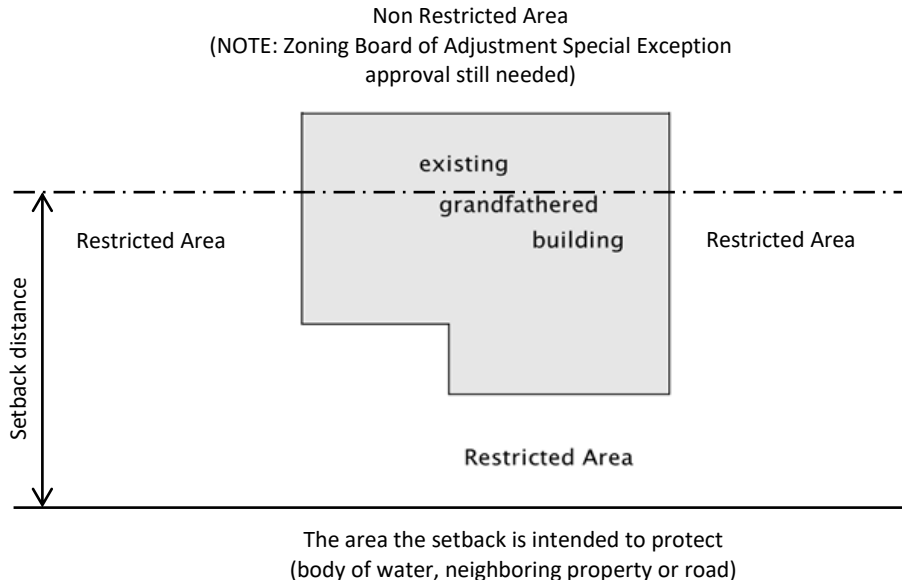 Non Restricted Area
(NOTE: Zoning Board of Adjustment Special Exception
approval still needed)
existing
grandfathered
building
Restricted Area
Restricted Area
Setback distance
Restricted Area
The area the setback is intended to protect
(body of water, neighboring property or road)